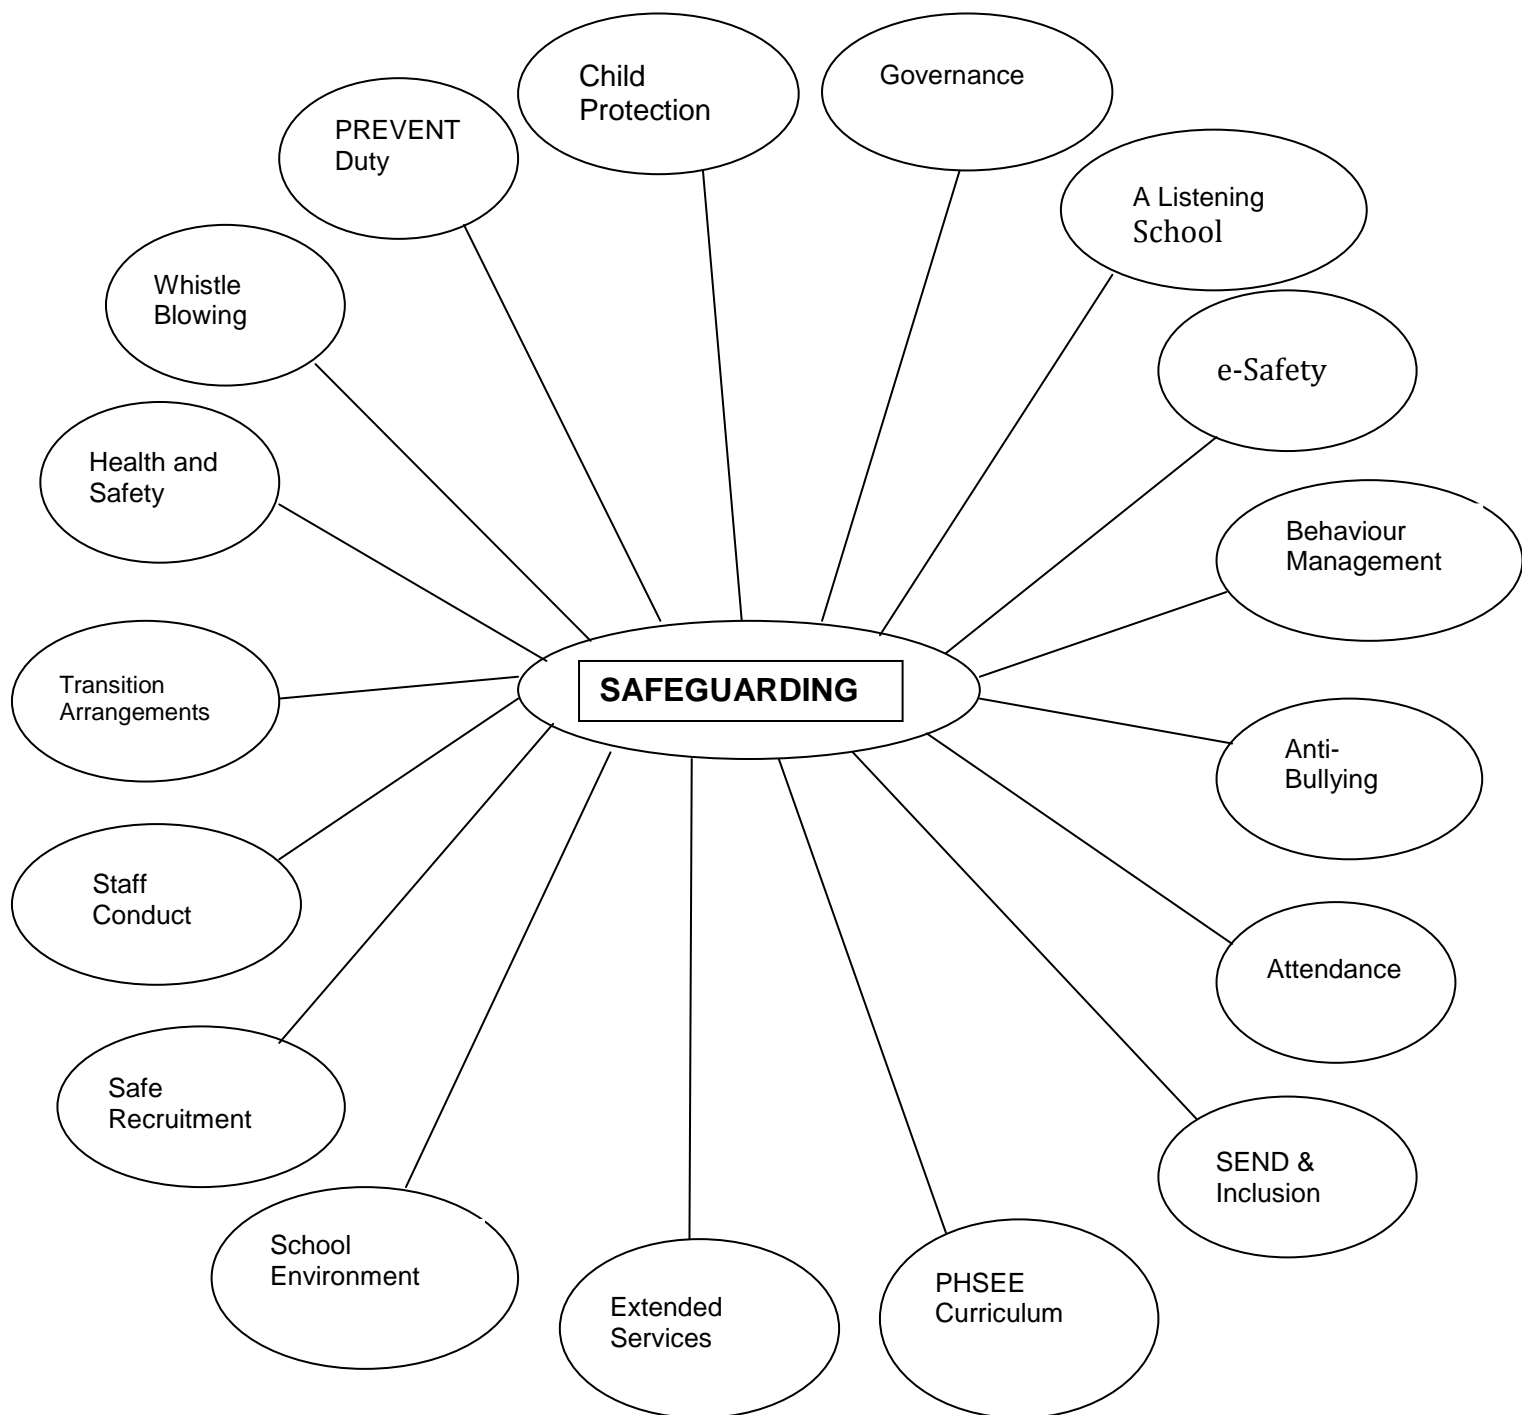 Child
Protection
Governance
PREVENT
Duty
A Listening
School
Whistle
Blowing
e-Safety
Health and
Safety
Behaviour
Management
Transition
Arrangements
SAFEGUARDING
Anti-
Bullying
Staff
Conduct
Attendance
Safe
Recruitment
SEND &
Inclusion
School
Environment
Extended
Services
PHSEE
Curriculum